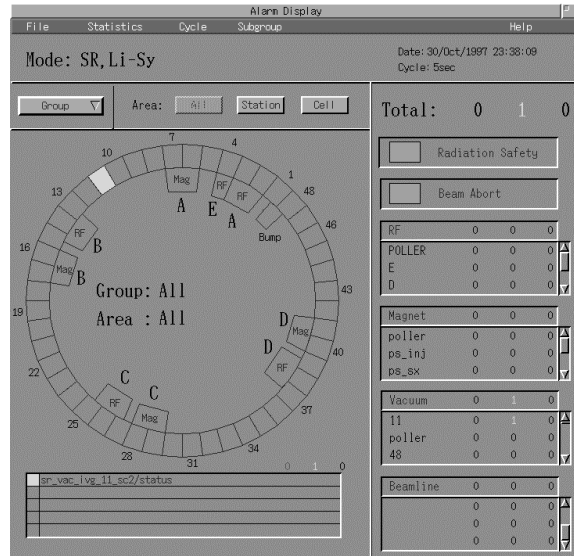 Alarm Display
File Statistics Cycle Subgroup Help
Mode: SR,Li-Sy
Date:30/Oct/1997 23:38:09
Cycle:5sec
Group Area: All Station Cell
Total: 0 1 0
Radiation Safety
Beam Abort
RF 0 0 0
POLLER 0 0 0
E 0 0 0
D 0 0 0
Magnet 0 0 0
poller 0 0 0
ps_inj 0 0 0
ps_sx 0 0 0
Vacuum 0 1 0
11 0 1 0
poller 0 0 0
48 0 0 0
Beamline 0 0 0
0 0 0
0 0 0
0 0 0
7 4
10 1
13 48
16 46
19 43
22 40
25 37
28 31 34
Mag RF RF
A E A
Bump
RF B
Mag B
Group: All
Area : All
D Mag
D RF
C C
RF Mag
0 1 0
sr_vac_ivg_11_sc2/status